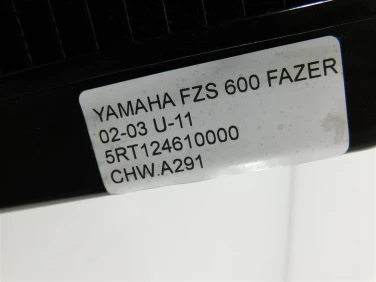 YAMAHA FZS 600 FAZER
02-03 U-11
5RT124610000
CHW.A291